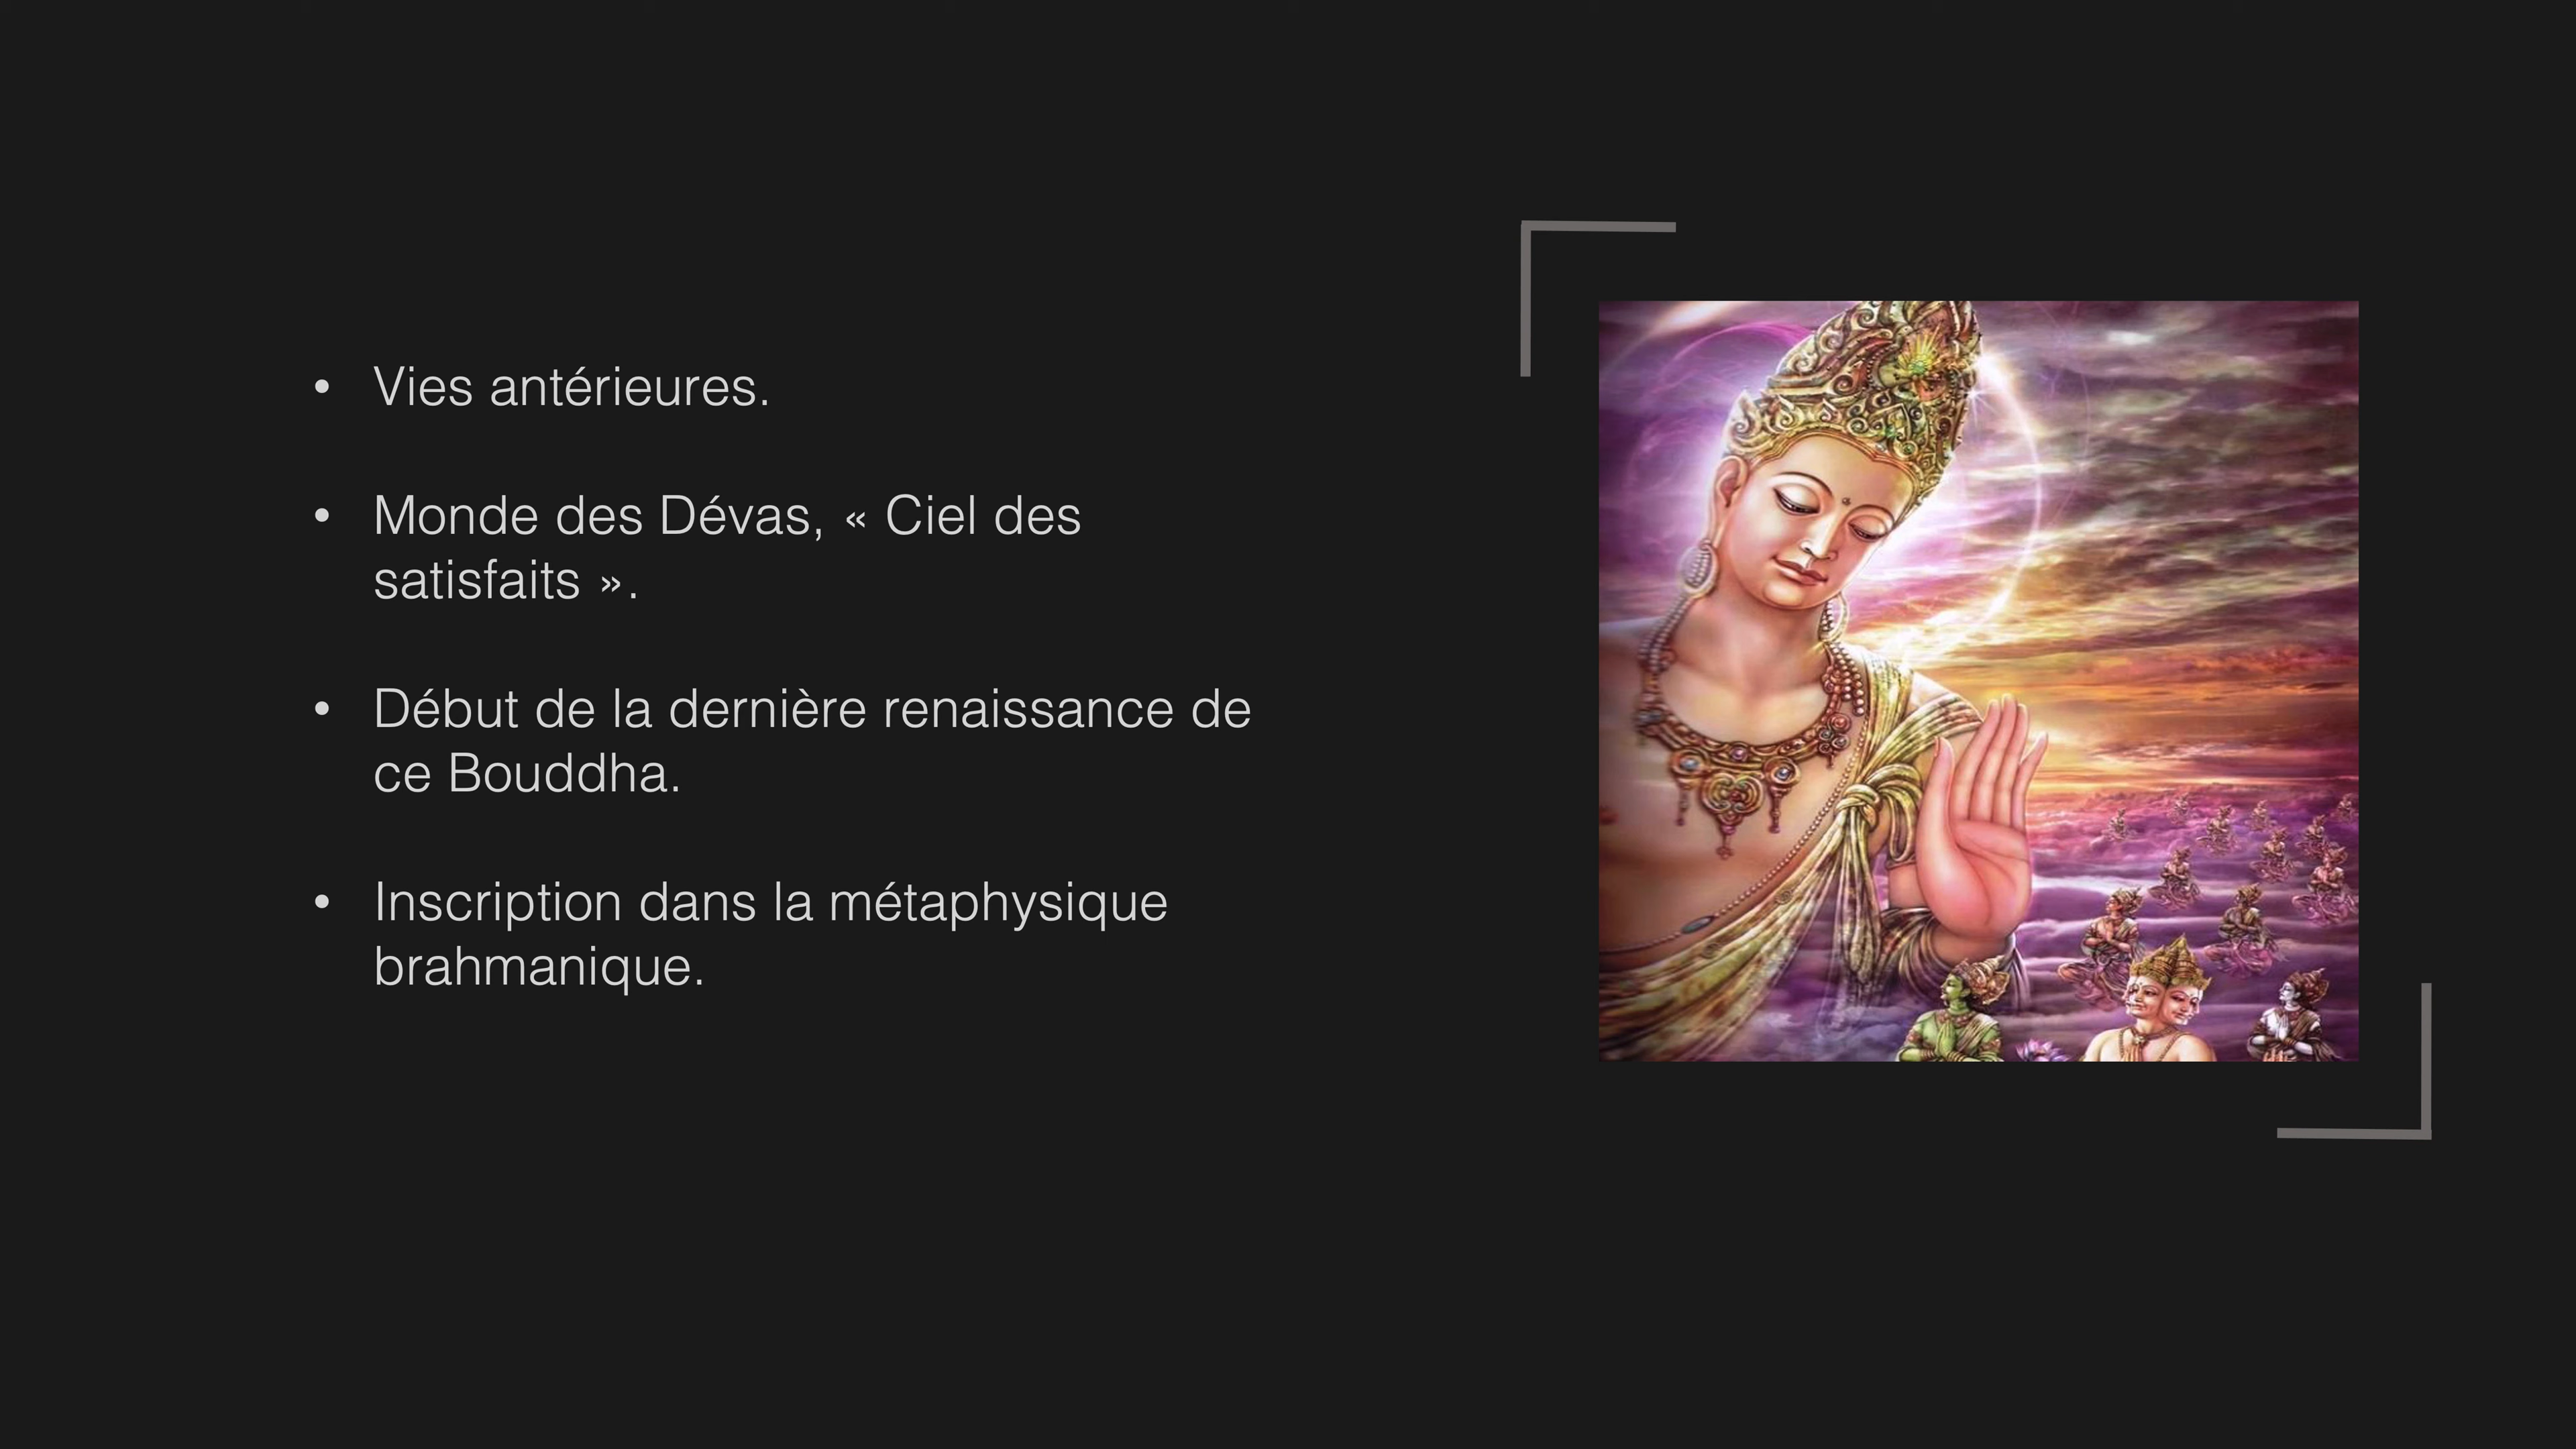 • Vies antérieures.
• Monde des Dévas, « Ciel des
satisfaits ».
• Début de la dernière renaissance de
ce Bouddha.
• Inscription dans la métaphysique
brahmanique.